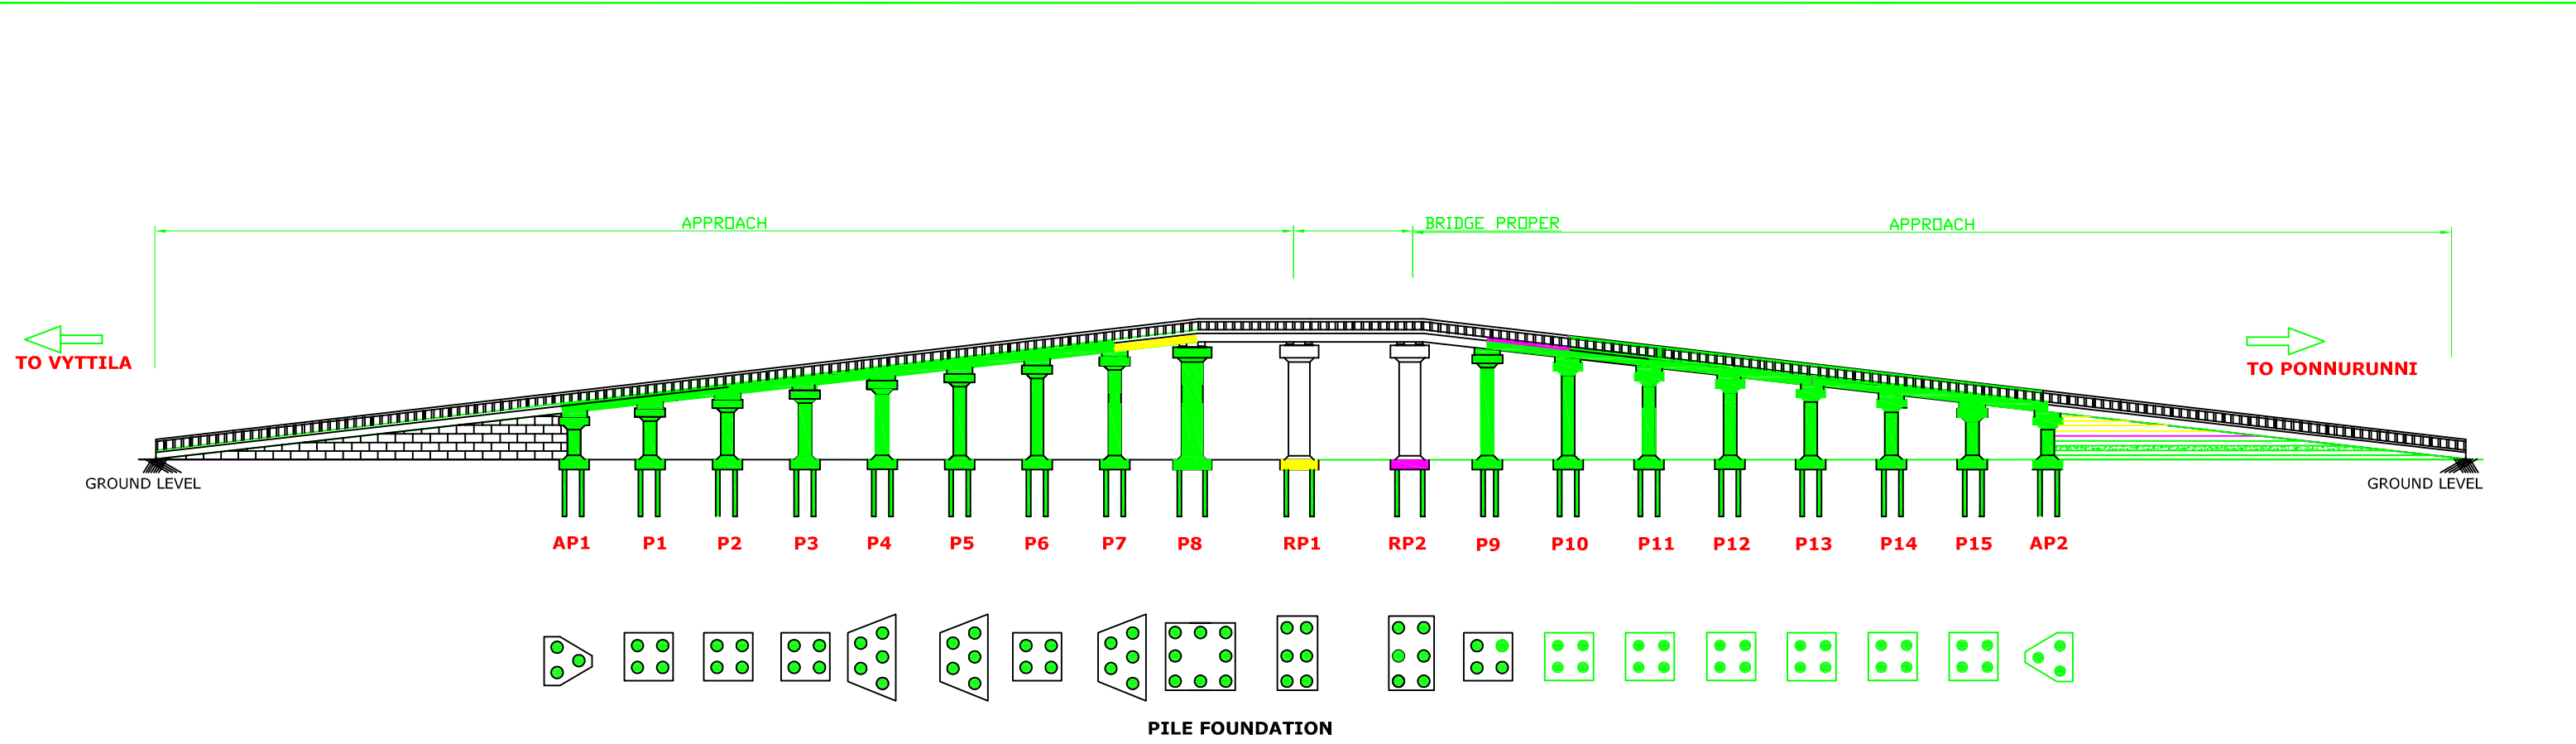 APPROACH
BRIDGE PROPER
APPROACH
TO VYTTILA
TO PONNURUNNI
GROUND LEVEL
GROUND LEVEL
AP1 P1 P2 P3 P4 P5 P6 P7 P8 RP1 RP2 P9 P10 P11 P12 P13 P14 P15 AP2
PILE FOUNDATION